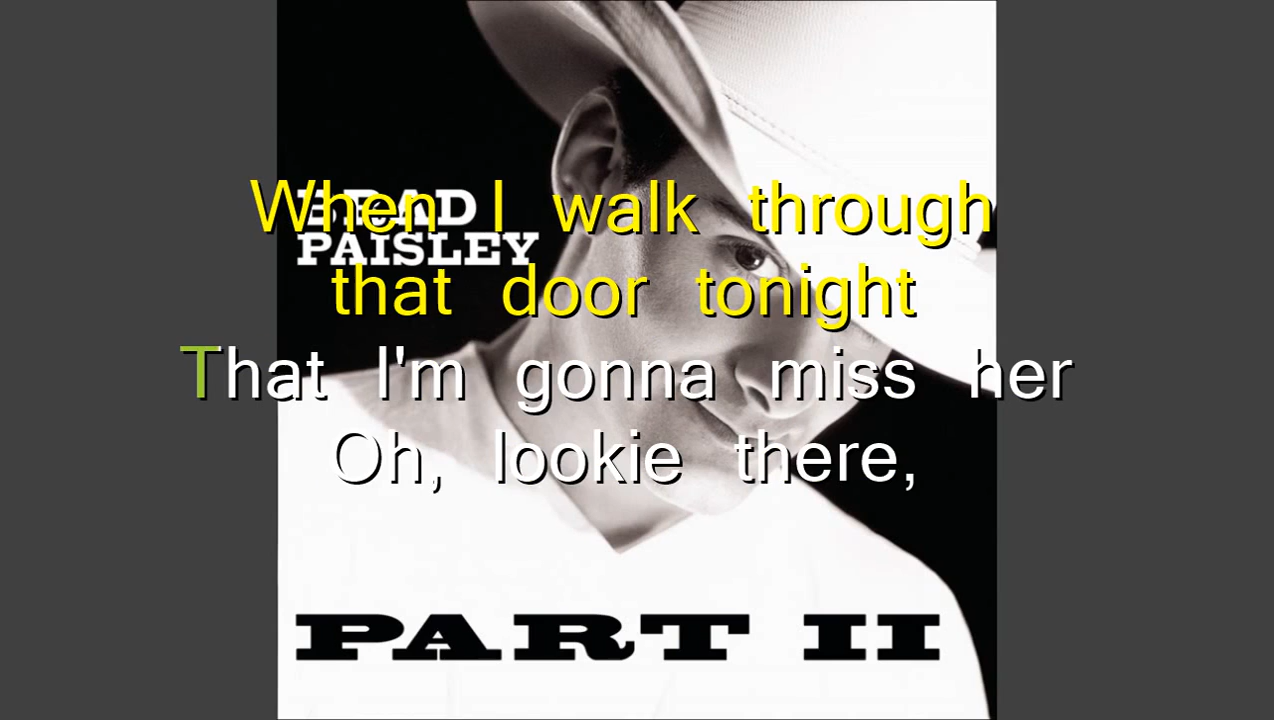 BRAD
PAISLEY
When I walk through
that door tonight
That I'm gonna miss her
Oh, lookie there,
PART II